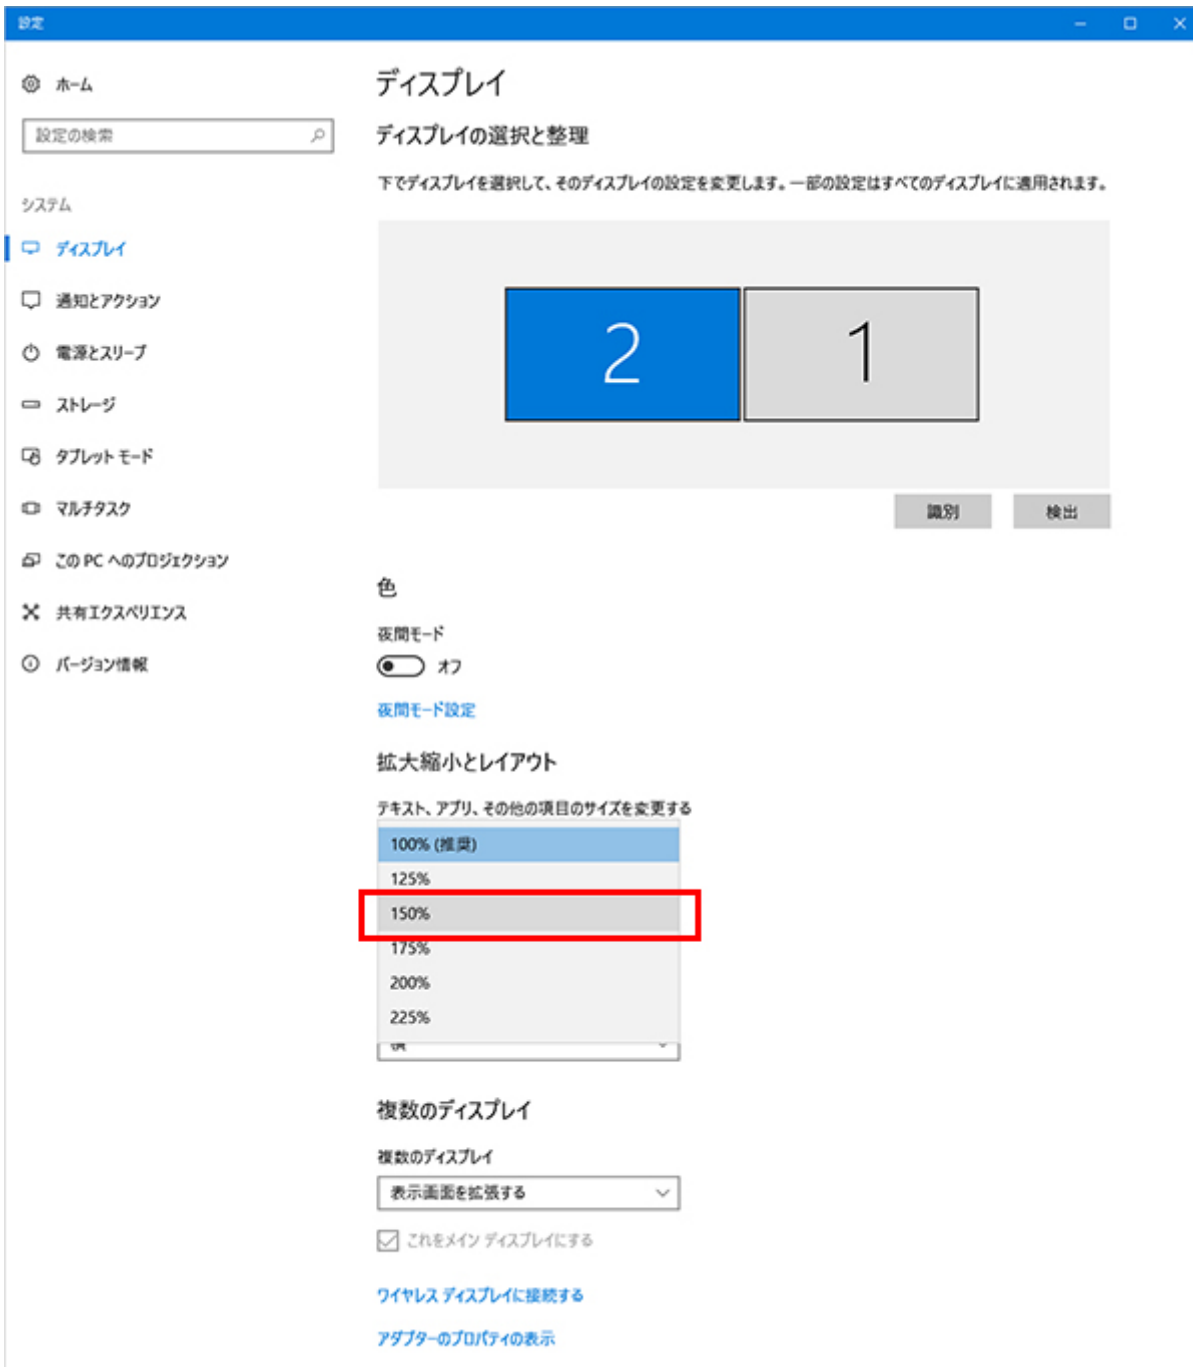 設定
ホーム
設定の検索
システム
ディスプレイ
通知とアクション
電源とスリープ
ストレージ
タブレット モード
マルチタスク
この PC へのプロジェクション
共有エクスペリエンス
バージョン情報
ディスプレイ
ディスプレイの選択と整理
下でディスプレイを選択して、そのディスプレイの設定を変更します。一部の設定はすべてのディスプレイに適用されます。
2
1
識別
検出
色
夜間モード
オフ
夜間モード設定
拡大縮小とレイアウト
テキスト、アプリ、その他の項目のサイズを変更する
100% (推奨)
125%
150%
175%
200%
225%
複数のディスプレイ
複数のディスプレイ
表示画面を拡張する
これをメイン ディスプレイにする
ワイヤレス ディスプレイに接続する
アダプターのプロパティの表示